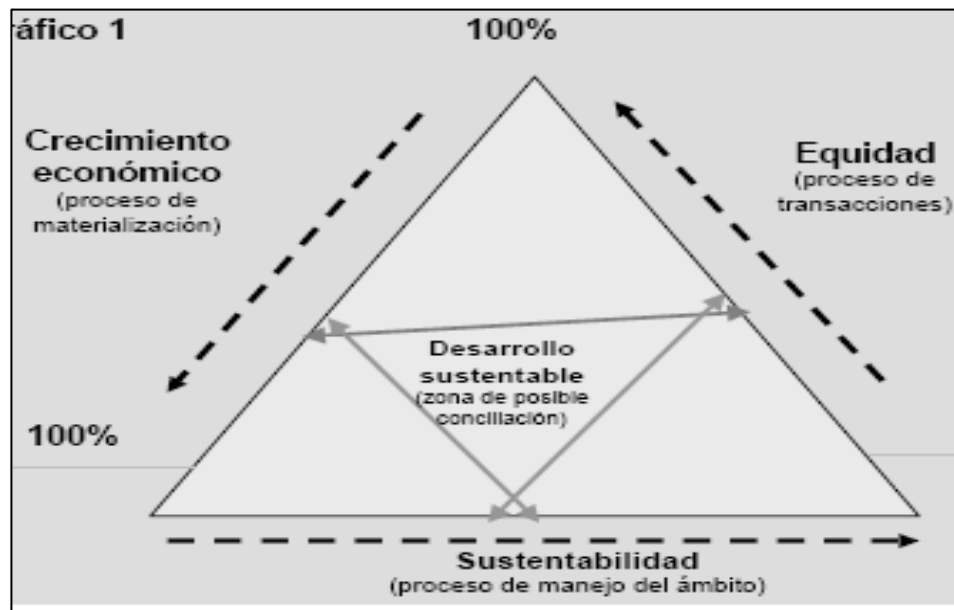 ráfico 1
100%
Crecimiento
económico
(proceso de
materialización)
Equidad
(proceso de
transacciones)
Desarrollo
sustentable
(zona de posible
conciliación)
100%
Sustentabilidad
(proceso de manejo del ámbito)